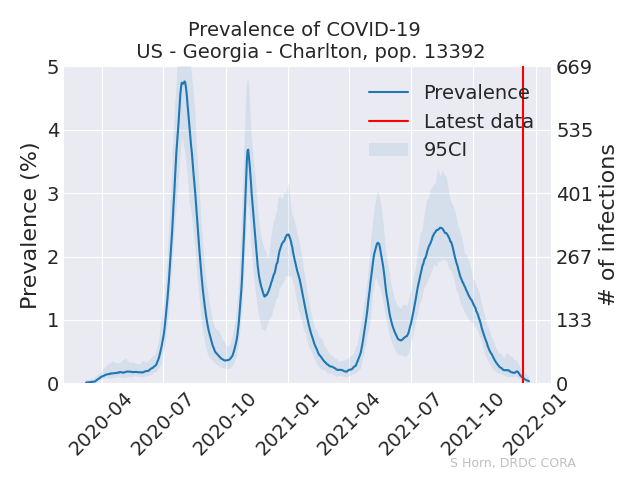 Prevalence of COVID-19
US - Georgia - Charlton, pop. 13392
Prevalence (%)
5
4
3
2
1
0
Prevalence
Latest data
95CI
669
535
401
267
133
0
# of infections
2020-04
2020-07
2020-10
2021-01
2021-04
2021-07
2021-10
2022-01
S Horn, DRDC CORA